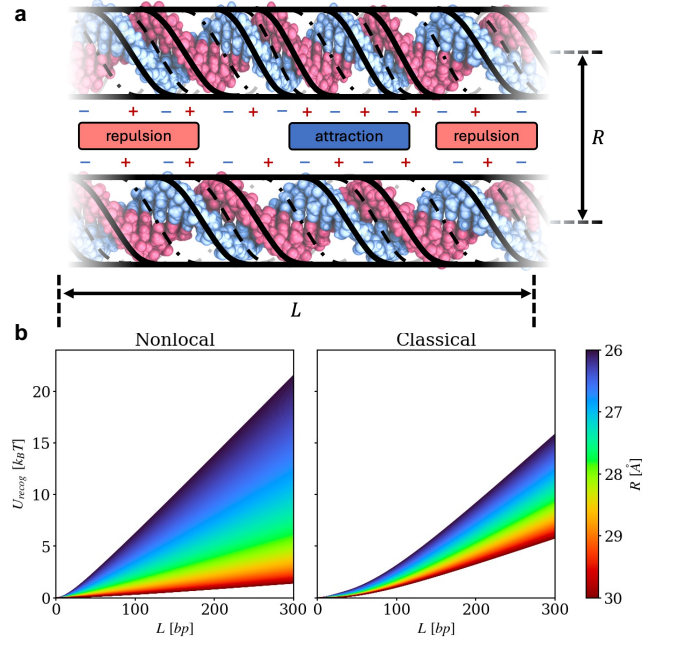 a
− + − + − + − + − + − + −
repulsion attraction repulsion
R
− + − + − + − + − + − + −
L
b
Nonlocal Classical
26
20 27
15 28
10 29
5 30
0
U_recog [k_BT]
R [Å]
0 100 200 300 0 100 200 300
L [bp] L [bp]